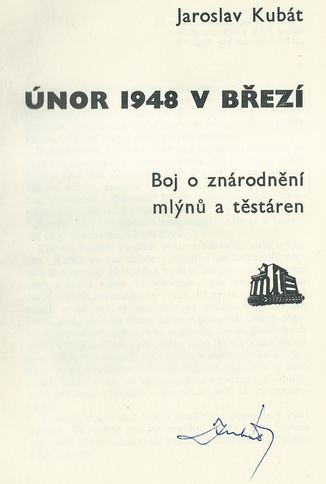 Jaroslav Kubát
ÚNOR 1948 V BŘEZÍ
Boj o znárodnění
mlýnů a těstáren